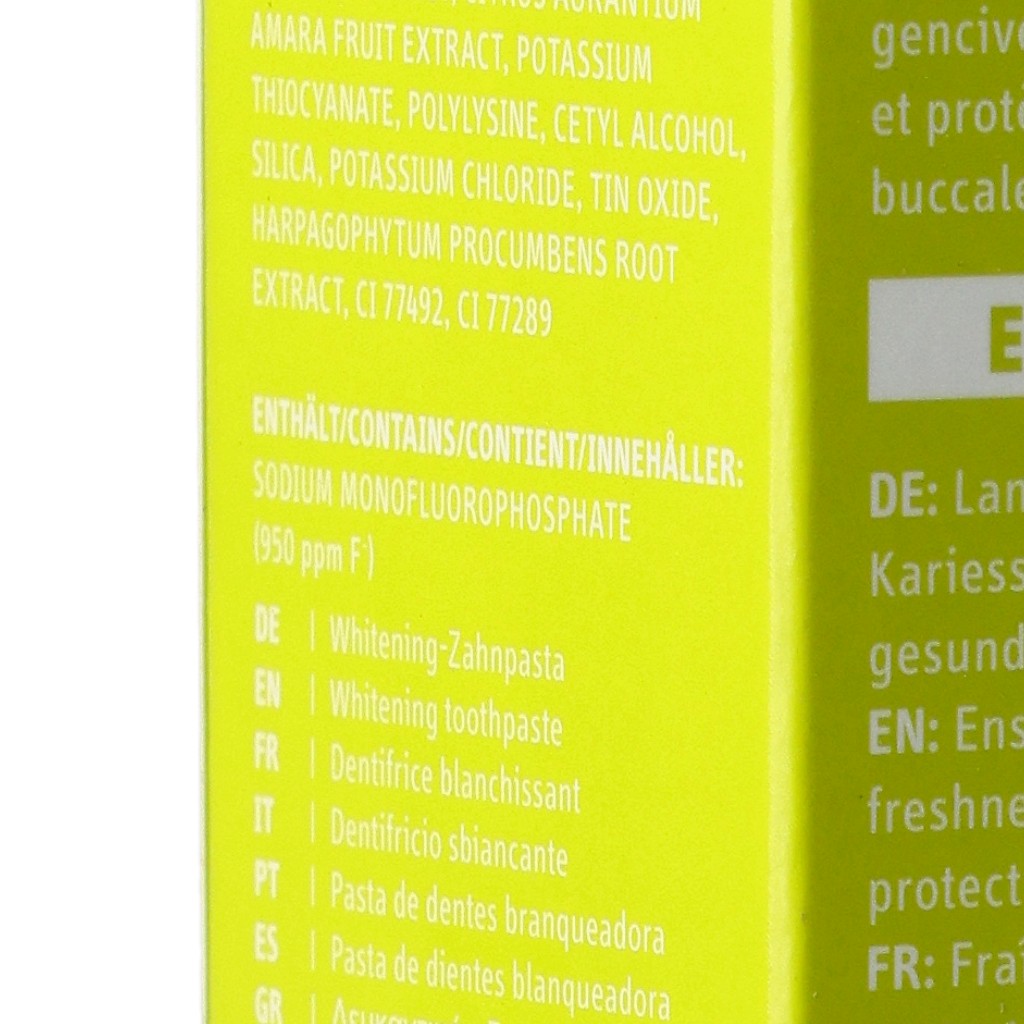 CITRUS AURANTIUM
AMARA FRUIT EXTRACT, POTASSIUM
THIOCYANATE, POLYLYSINE, CETYL ALCOHOL,
SILICA, POTASSIUM CHLORIDE, TIN OXIDE,
HARPAGOPHYTUM PROCUMBENS ROOT
EXTRACT, CI 77492, CI 77289
ENTHÄLT/CONTAINS/CONTIENT/INNEHÅLLER:
SODIUM MONOFLUOROPHOSPHATE
(950 ppm F⁻)
DE | Whitening-Zahnpasta
EN | Whitening toothpaste
FR | Dentifrice blanchissant
IT | Dentifricio sbiancante
PT | Pasta de dentes branqueadora
ES | Pasta de dientes blanqueadora
GR |
gencive
et prot
buccale
E
DE: Lan
Kariess
gesund
EN: Ens
freshne
protect
FR: Fraî